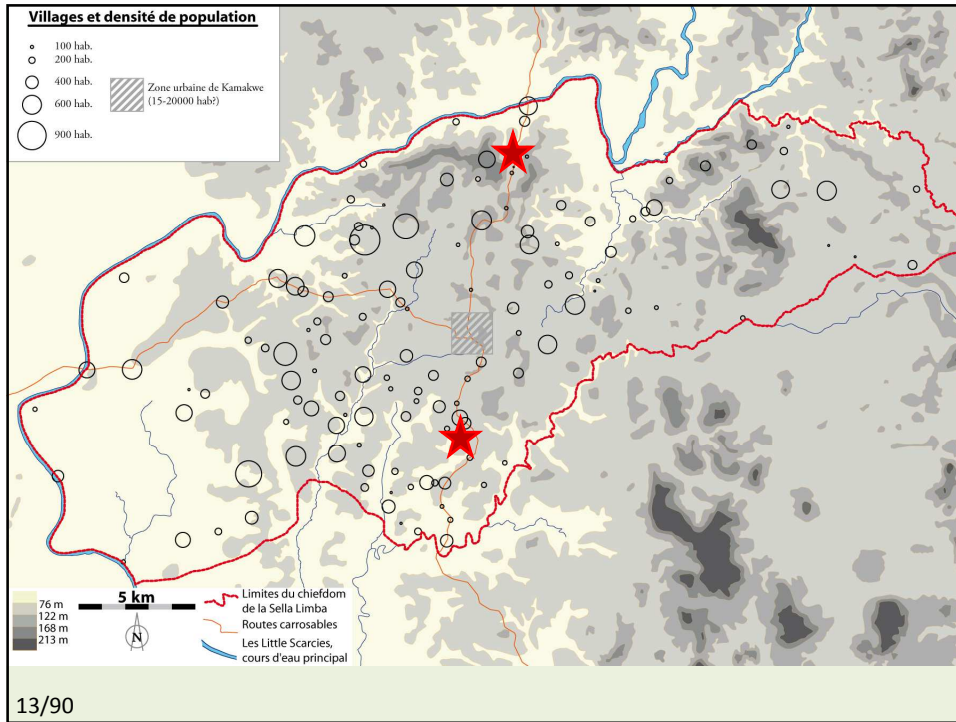 Villages et densité de population
100 hab.
200 hab.
400 hab.
600 hab.
900 hab.
Zone urbaine de Kamakwe
(15-20000 hab?)
76 m
122 m
168 m
213 m
5 km
N
Limites du chiefdom
de la Sella Limba
Routes carrosables
Les Little Scarcies,
cours d'eau principal
13/90